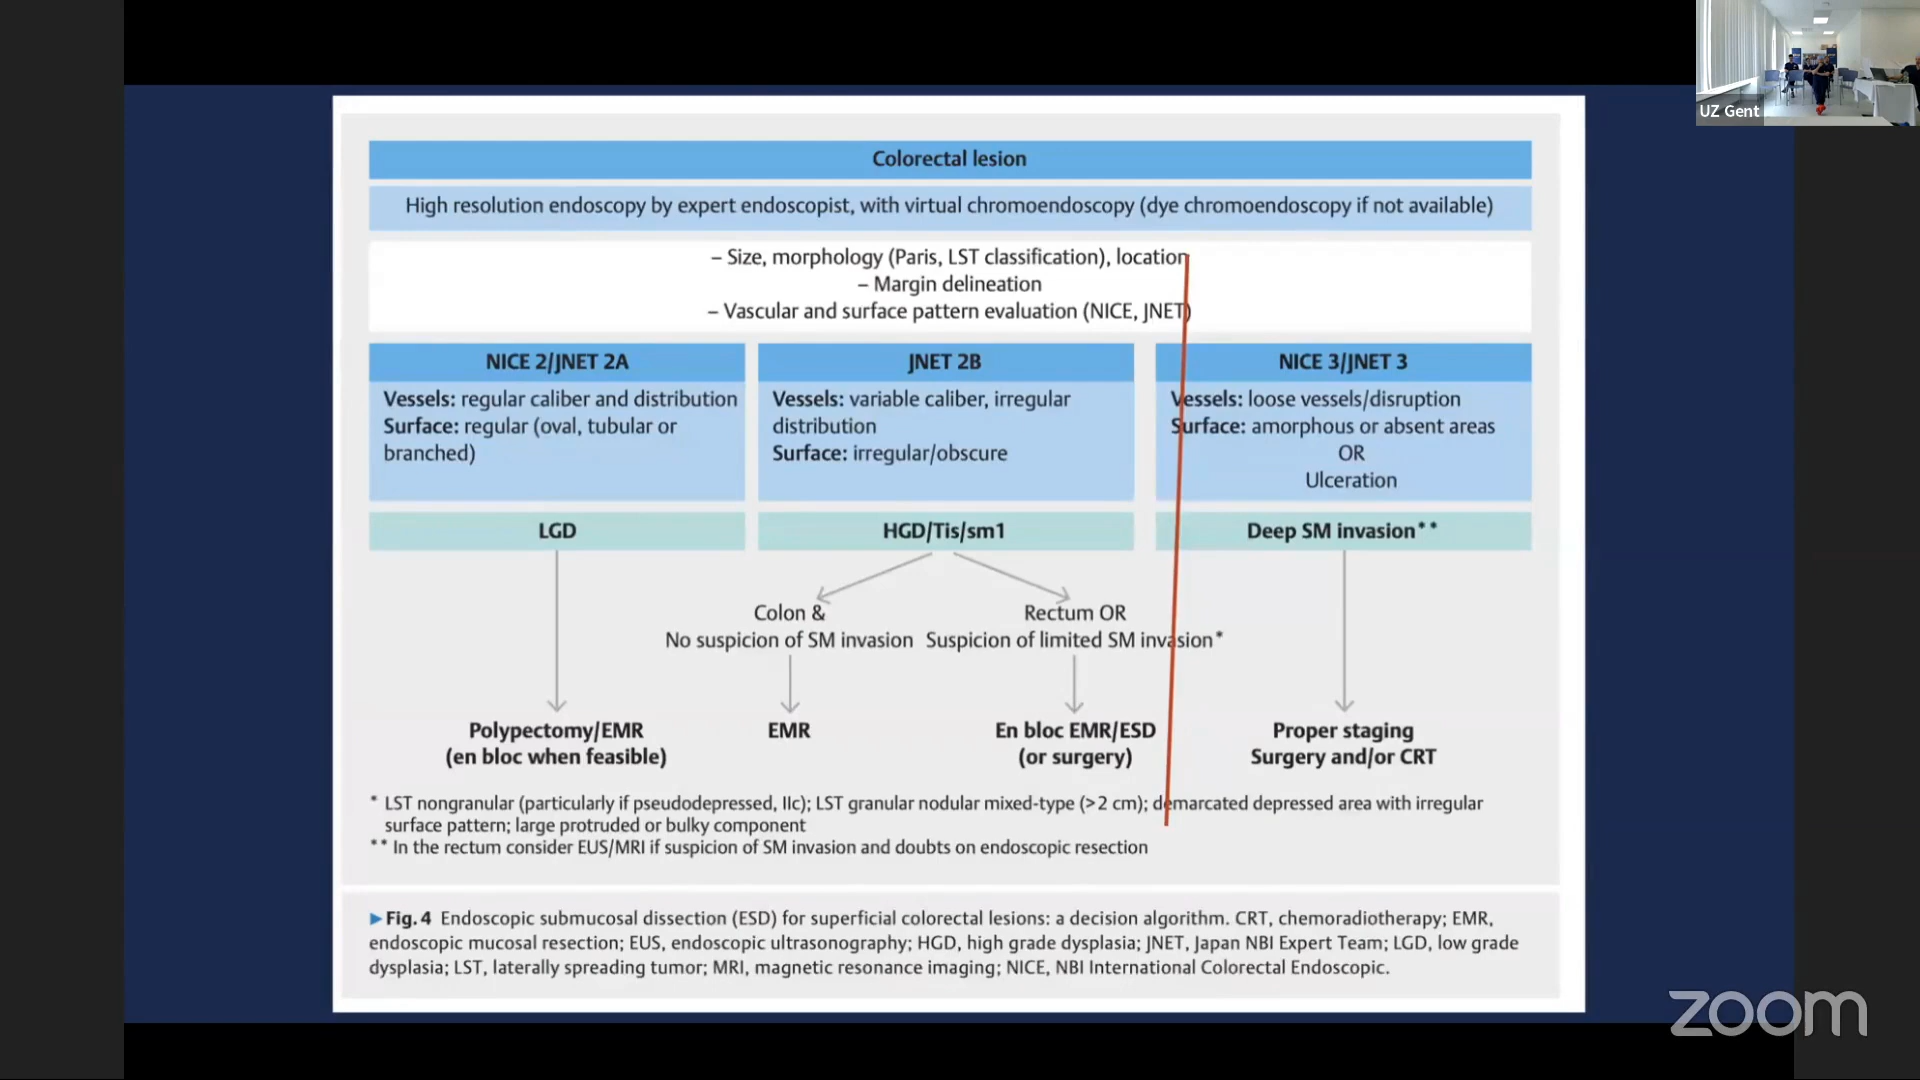 UZ Gent
Colorectal lesion
High resolution endoscopy by expert endoscopist, with virtual chromoendoscopy (dye chromoendoscopy if not available)
– Size, morphology (Paris, LST classification), location
– Margin delineation
– Vascular and surface pattern evaluation (NICE, JNET)
NICE 2/JNET 2A
Vessels: regular caliber and distribution
Surface: regular (oval, tubular or
branched)
LGD
Polypectomy/EMR
(en bloc when feasible)
JNET 2B
Vessels: variable caliber, irregular
distribution
Surface: irregular/obscure
HGD/Tis/sm1
Colon &
No suspicion of SM invasion
EMR
Rectum OR
Suspicion of limited SM invasion*
En bloc EMR/ESD
(or surgery)
NICE 3/JNET 3
Vessels: loose vessels/disruption
Surface: amorphous or absent areas
OR
Ulceration
Deep SM invasion**
Proper staging
Surgery and/or CRT
* LST nongranular (particularly if pseudodepressed, IIc); LST granular nodular mixed-type (>2 cm); demarcated depressed area with irregular
surface pattern; large protruded or bulky component
** In the rectum consider EUS/MRI if suspicion of SM invasion and doubts on endoscopic resection
▶Fig. 4 Endoscopic submucosal dissection (ESD) for superficial colorectal lesions: a decision algorithm. CRT, chemoradiotherapy; EMR,
endoscopic mucosal resection; EUS, endoscopic ultrasonography; HGD, high grade dysplasia; JNET, Japan NBI Expert Team; LGD, low grade
dysplasia; LST, laterally spreading tumor; MRI, magnetic resonance imaging; NICE, NBI International Colorectal Endoscopic.
zoom